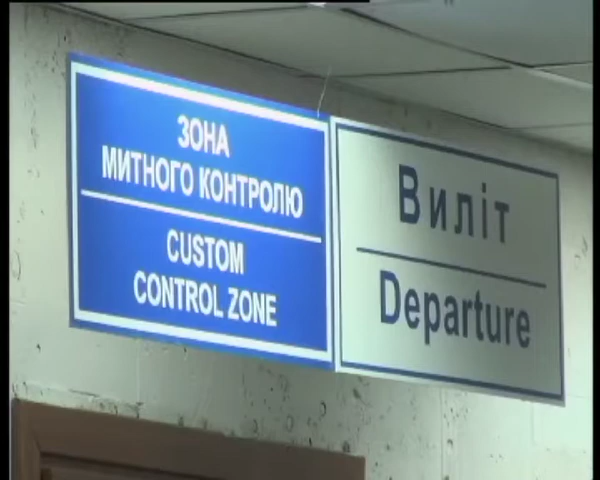 ЗОНА
МИТНОГО КОНТРОЛЮ
CUSTOM
CONTROL ZONE
Виліт
Departure